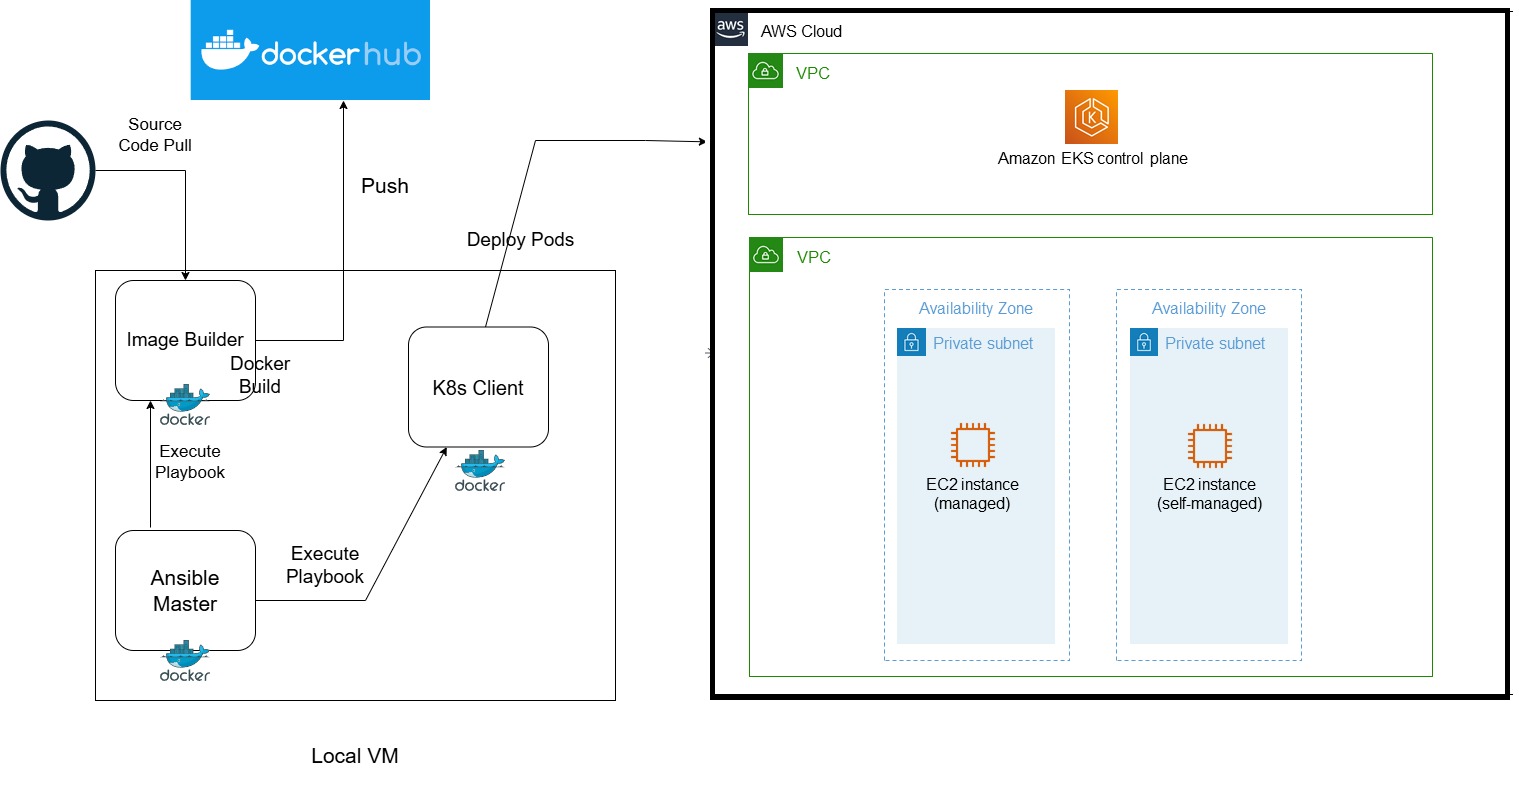 dockerhub
Source
Code Pull
Push
Deploy Pods
Image Builder
Docker
Build
docker
Execute
Playbook
K8s Client
docker
Execute
Playbook
Ansible
Master
docker
Local VM
aws
AWS Cloud
VPC
K
Amazon EKS control plane
VPC
Availability Zone
Private subnet
EC2 instance
(managed)
Availability Zone
Private subnet
EC2 instance
(self-managed)